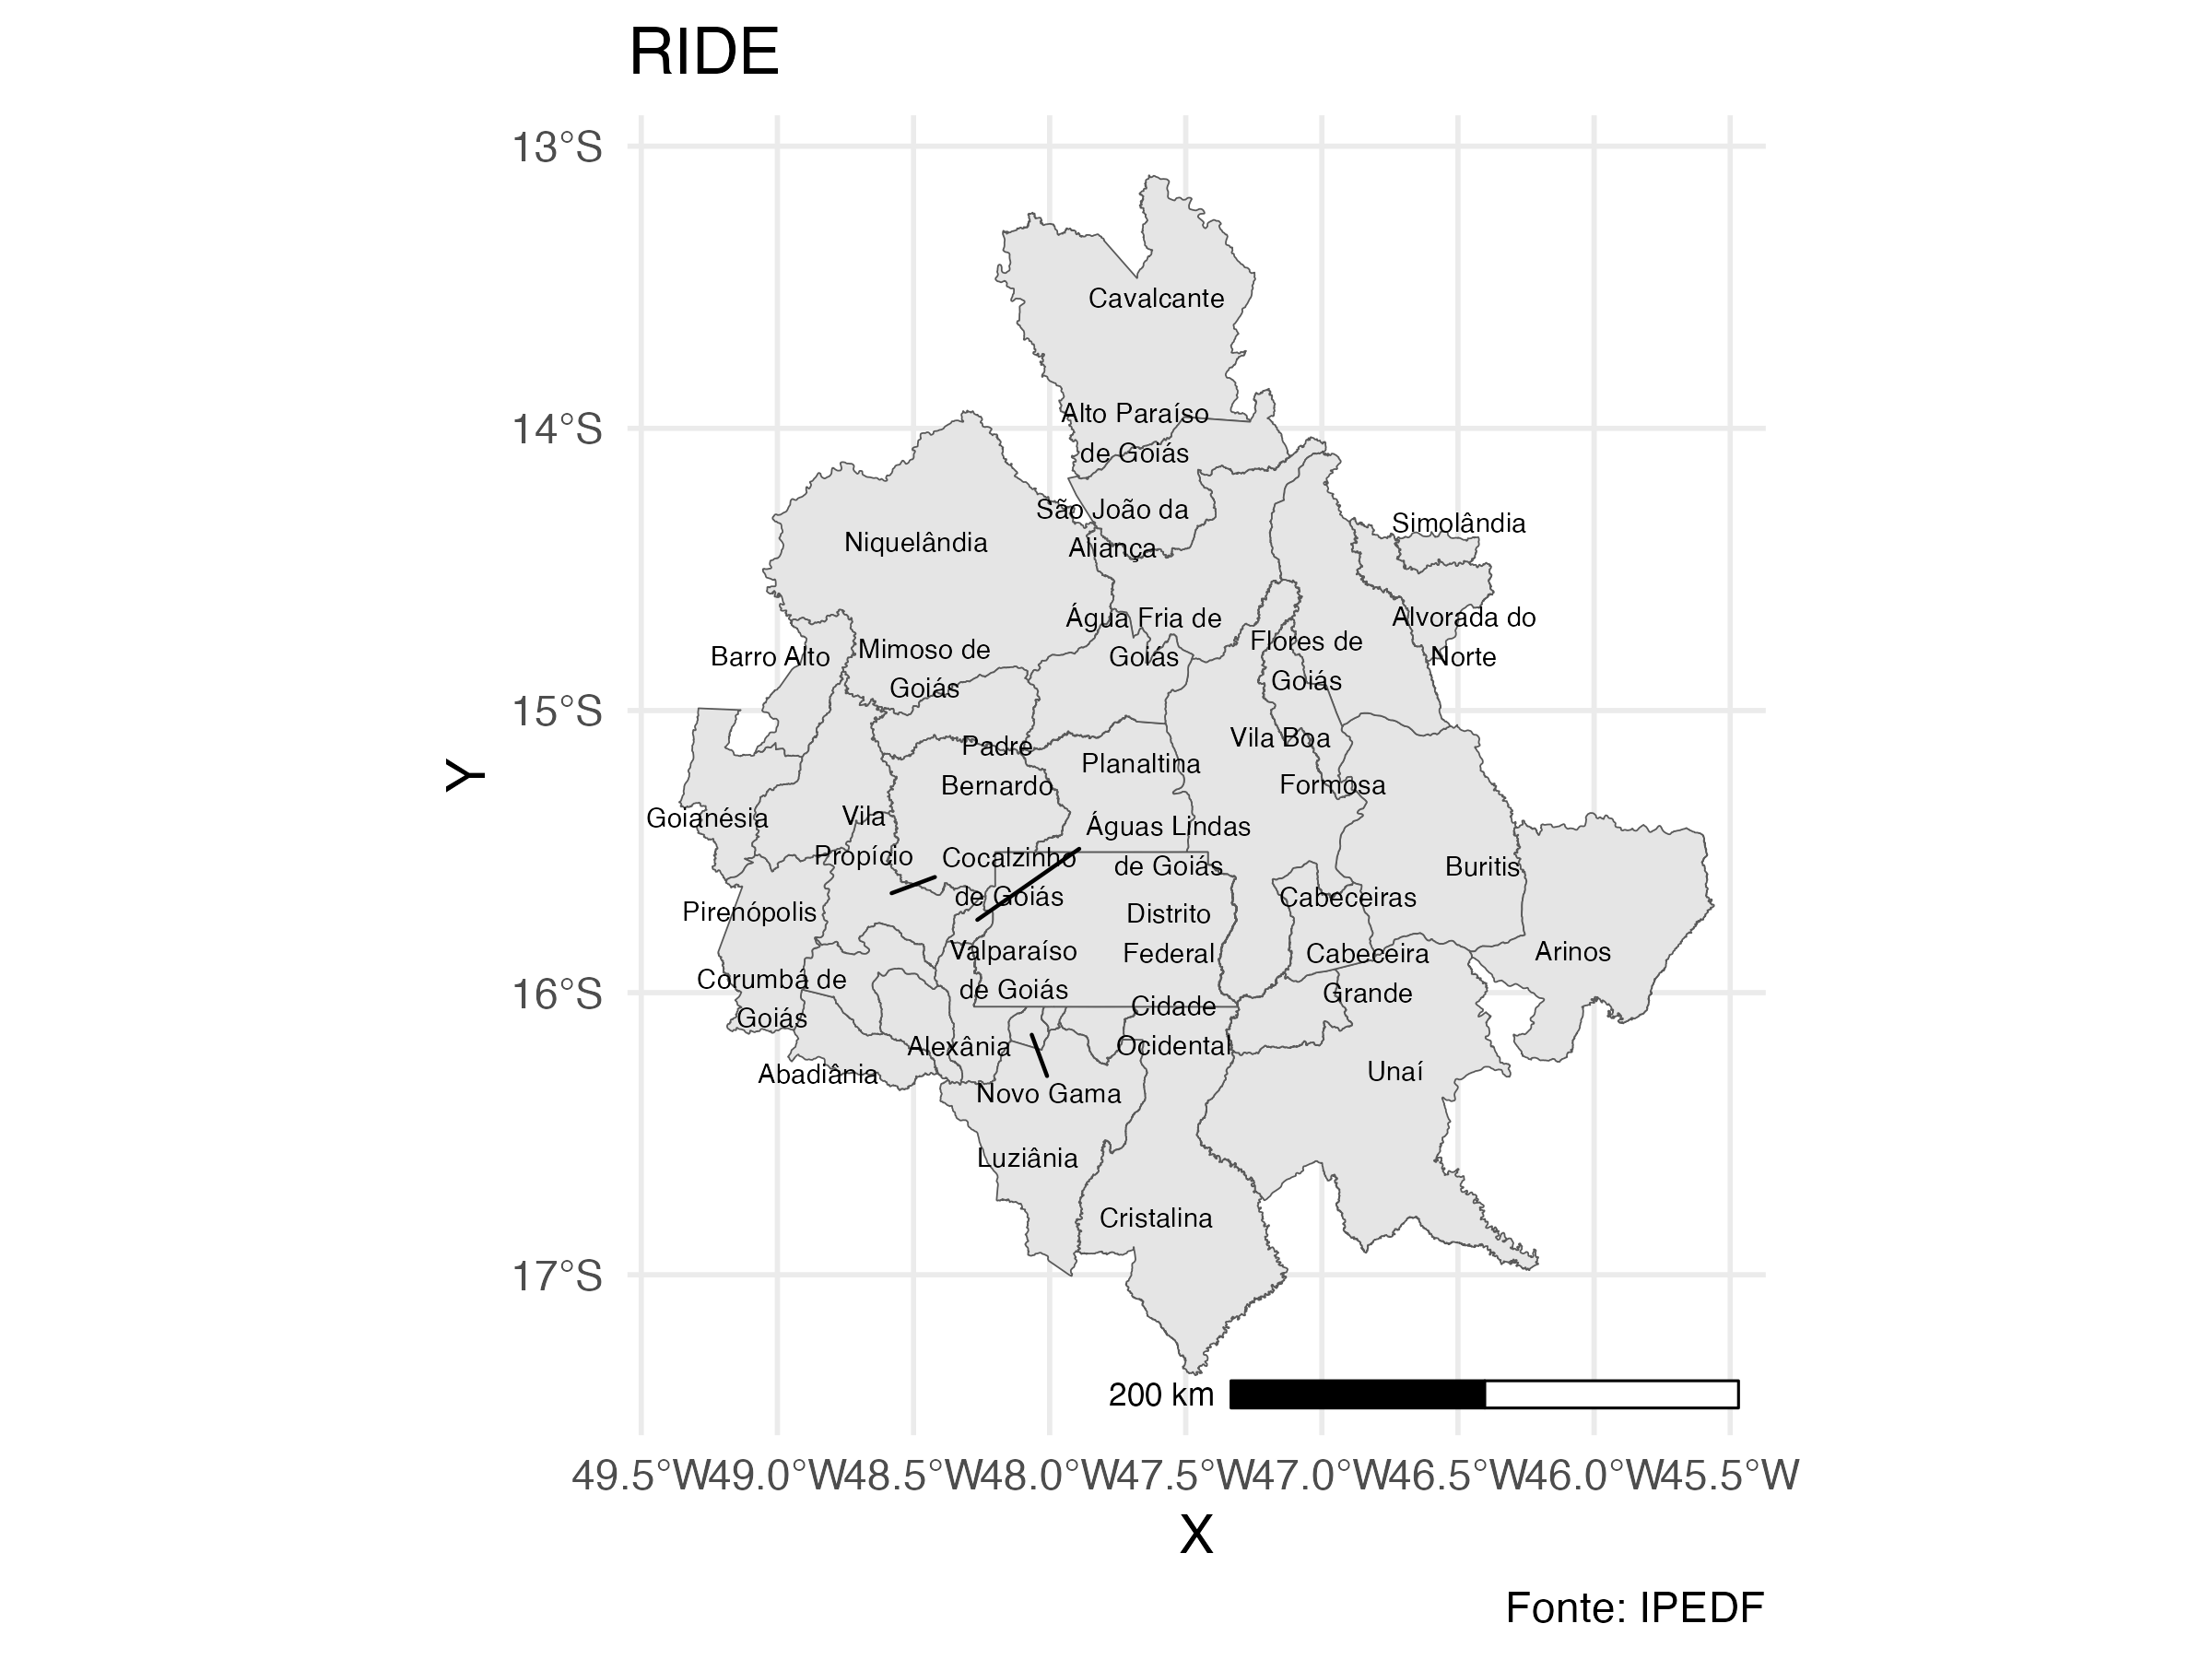 RIDE
13°S
14°S
15°S
16°S
17°S
Y
Cavalcante
Alto Paraíso
de Goiás
São João da
Aliança
Simolândia
Niquelândia
Água Fria de
Goiás
Alvorada do
Norte
Flores de
Goiás
Barro Alto
Mimoso de
Goiás
Vila Boa
Padre
Bernardo
Planaltina
Formosa
Goianésia
Vila
Propício
Águas Lindas
de Goiás
Cocalzinho
de Goiás
Buritis
Cabeceiras
Pirenópolis
Distrito
Federal
Valparaíso
de Goiás
Cabeceira
Grande
Arinos
Corumbá de
Goiás
Cidade
Ocidental
Alexânia
Abadiânia
Unaí
Novo Gama
Luziânia
Cristalina
200 km
49.5°W
49.0°W
48.5°W
48.0°W
47.5°W
47.0°W
46.5°W
46.0°W
45.5°W
X
Fonte: IPEDF